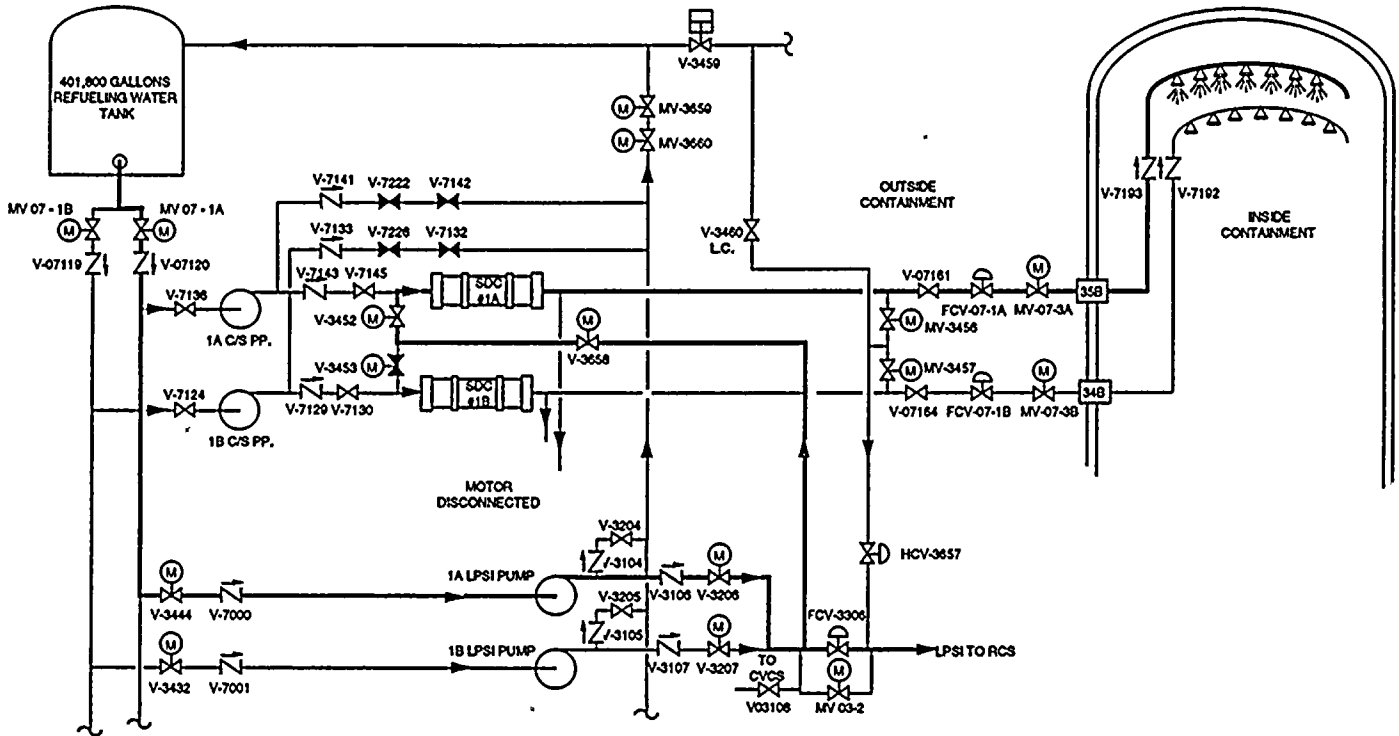 401,800 GALLONS
REFUELING WATER
TANK
V-3459
M
MV-3659
M
MV-3660
MV 07 - 1B
MV 07 - 1A
M
M
V-07119
V-07120
V-7141
V-7222
V-7142
V-7133
V-7226
V-7132
V-7143
V-7145
SDC
#1A
V-7136
1A C/S PP.
V-3452
M
M
V-3658
V-3453
M
V-7124
SDC
#1B
V-7129
V-7130
1B C/S PP.
OUTSIDE
CONTAINMENT
V-3460
L.C.
V-07161
FCV-07-1A
M
MV-07-3A
35B
M
MV-3456
M
MV-3457
V-07164
FCV-07-1B
M
MV-07-3B
34B
V-7193
V-7192
INSIDE
CONTAINMENT
MOTOR
DISCONNECTED
V-3204
V-3104
1A LPSI PUMP
M
V-3444
V-7000
V-3106
M
V-3206
HCV-3657
V-3205
V-3105
FCV-3306
1B LPSI PUMP
M
V-3432
V-7001
V-3107
M
V-3207
LPSI TO RCS
TO
CVCS
V03106
M
MV 03-2